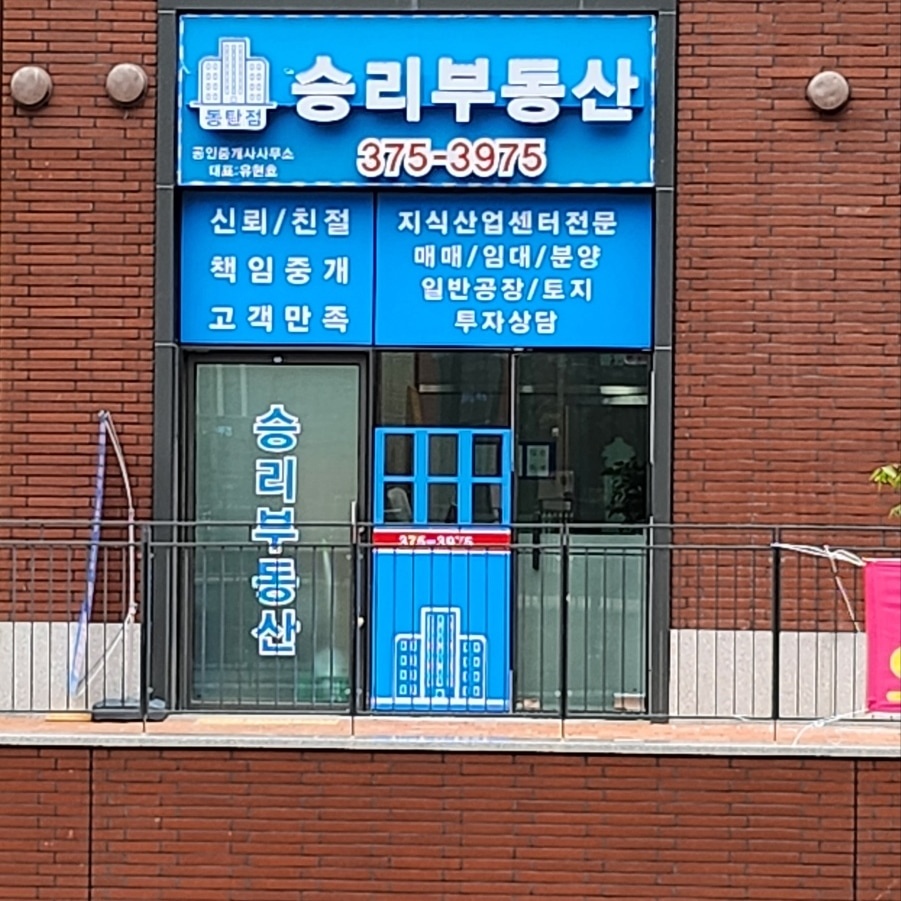 승리부동산
동탄점
공인중개사사무소
대표:유현효
375-3975
신뢰/친절
책임중개
고객만족
지식산업센터전문
매매/임대/분양
일반공장/토지
투자상담
승리부동산
375-3975